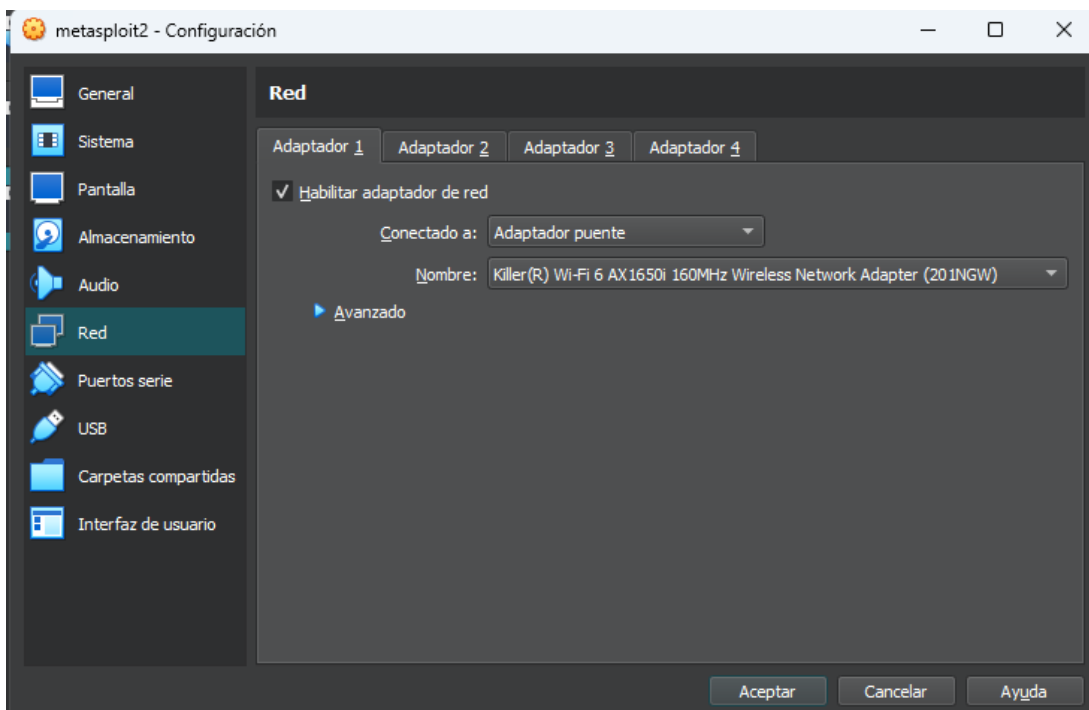 metasploit2 - Configuración
General
Sistema
Pantalla
Almacenamiento
Audio
Red
Puertos serie
USB
Carpetas compartidas
Interfaz de usuario
Red
Adaptador 1 Adaptador 2 Adaptador 3 Adaptador 4
Habilitar adaptador de red
Conectado a: Adaptador puente
Nombre: Killer(R) Wi-Fi 6 AX1650i 160MHz Wireless Network Adapter (201NGW)
Avanzado
Aceptar Cancelar Ayuda